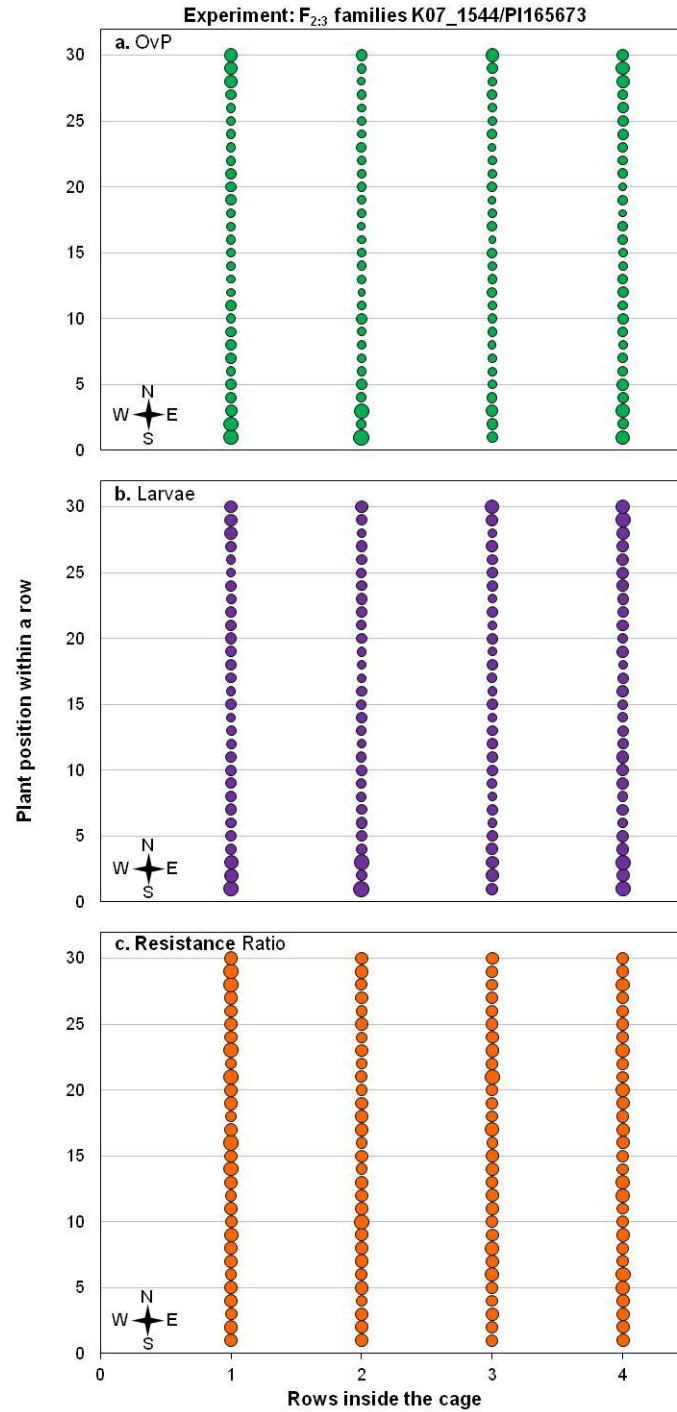 Experiment: F2:3 families K07_1544/PI165673
a. OvP
30
25
20
15
10
5
0
N
W E
S
b. Larvae
30
25
20
15
10
5
0
N
W E
S
c. Resistance Ratio
30
25
20
15
10
5
0
N
W E
S
0 1 2 3 4
Rows inside the cage
Plant position within a row